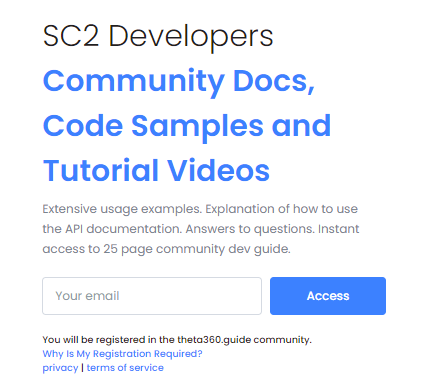 SC2 Developers
Community Docs,
Code Samples and
Tutorial Videos
Extensive usage examples. Explanation of how to use
the API documentation. Answers to questions. Instant
access to 25 page community dev guide.
Your email
Access
You will be registered in the theta360.guide community.
Why Is My Registration Required?
privacy | terms of service